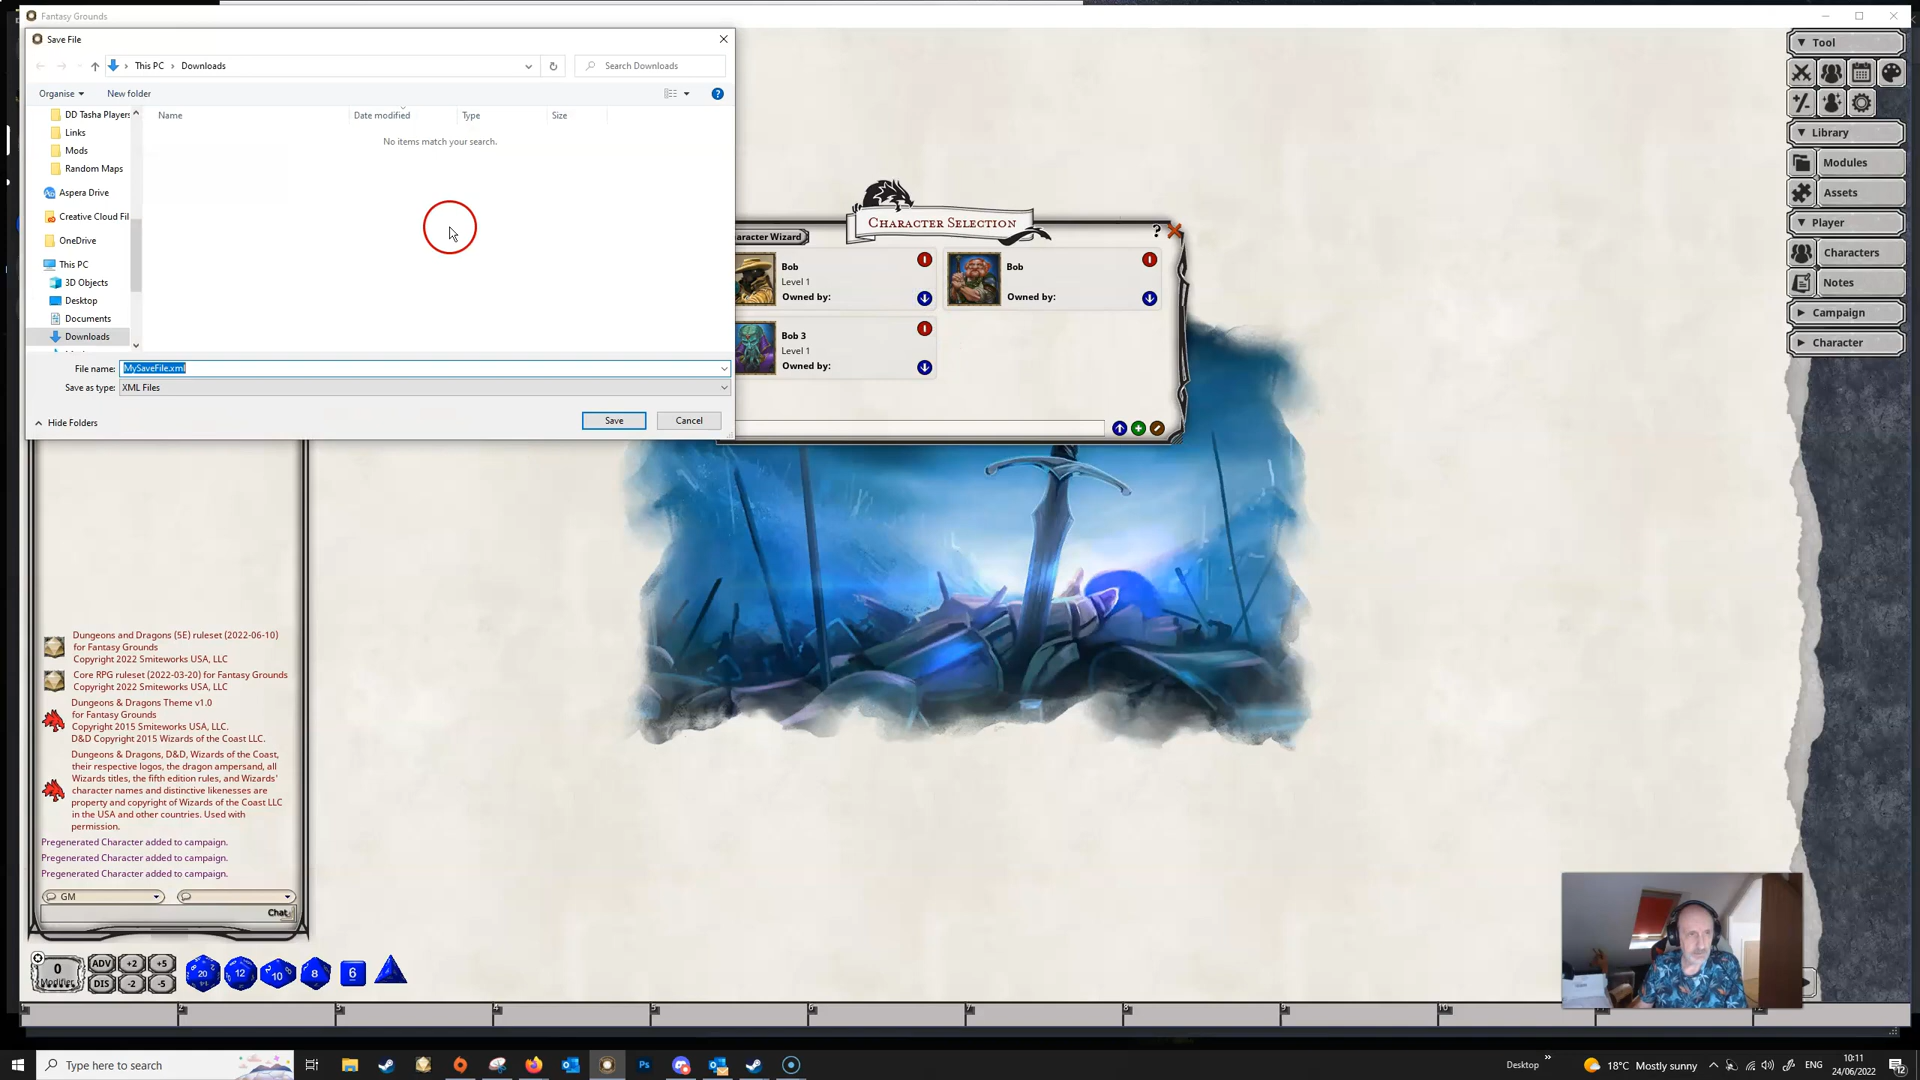 Fantasy Grounds
Save File
This PC
Downloads
Search Downloads
Organise
New folder
DD Tasha Players
Links
Mods
Random Maps
Aspera Drive
Creative Cloud Fil
OneDrive
This PC
3D Objects
Desktop
Documents
Downloads
Name
Date modified
Type
Size
No items match your search.
File name:
MySaveFile.xml
Save as type:
XML Files
Hide Folders
Save
Cancel
Character Selection
aracter Wizard
?
Bob
Level 1
Owned by:
Bob
Owned by:
Bob 3
Level 1
Owned by:
Tool
Library
Modules
Assets
Player
Characters
Notes
Campaign
Character
Dungeons and Dragons (5E) ruleset (2022-06-10)
for Fantasy Grounds
Copyright 2022 Smiteworks USA, LLC
Core RPG ruleset (2022-03-20) for Fantasy Grounds
Copyright 2022 Smiteworks USA, LLC
Dungeons & Dragons Theme v1.0
for Fantasy Grounds
Copyright 2015 Smiteworks USA, LLC.
D&D Copyright 2015 Wizards of the Coast LLC.
Dungeons & Dragons, D&D, Wizards of the Coast,
their respective logos, the dragon ampersand, all
Wizards titles, the fifth edition rules, and Wizards'
character names and distinctive likenesses are
property and copyright of Wizards of the Coast LLC
in the USA and other countries. Used with
permission.
Pregenerated Character added to campaign.
Pregenerated Character added to campaign.
Pregenerated Character added to campaign.
GM
Chat
0
Modifier
ADV
+2
+5
DIS
-2
-5
20
12
10
8
6
Type here to search
Ps
Desktop
18°C Mostly sunny
ENG
10:11
24/06/2022
12